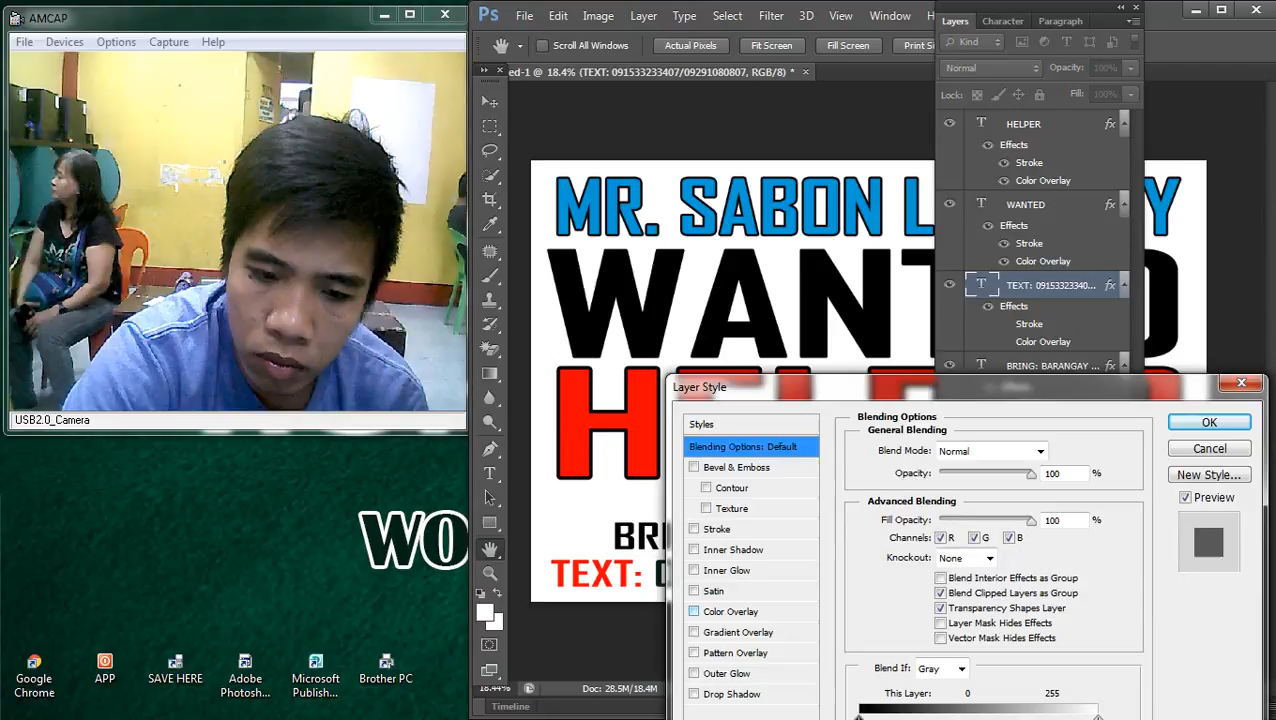 AMCAP
File Devices Options Capture Help
USB2.0_Camera
WO
Google Chrome
APP
SAVE HERE
Adobe Photosh...
Microsoft Publish...
Brother PC
Ps File Edit Image Layer Type Select Filter 3D View Window H
Scroll All Windows Actual Pixels Fit Screen Fill Screen Print Si
ed-1 @ 18.4% (TEXT: 091533233407/09291080807, RGB/8) *
MR. SABON L
Y
WANT
D
BRI
TEXT:
18.44% Doc: 28.5M/18.4M
Timeline
Layers Character Paragraph
Kind
Normal Opacity: 100%
Lock: Fill: 100%
T HELPER fx
Effects
Stroke
Color Overlay
T WANTED fx
Effects
Stroke
Color Overlay
T TEXT: 09153323340... fx
Effects
Stroke
Color Overlay
T BRING: BARANGAY ... fx
Layer Style
Styles
Blending Options: Default
Bevel & Emboss
Contour
Texture
Stroke
Inner Shadow
Inner Glow
Satin
Color Overlay
Gradient Overlay
Pattern Overlay
Outer Glow
Drop Shadow
Blending Options
General Blending
Blend Mode: Normal
Opacity: 100 %
Advanced Blending
Fill Opacity: 100 %
Channels: R G B
Knockout: None
Blend Interior Effects as Group
Blend Clipped Layers as Group
Transparency Shapes Layer
Layer Mask Hides Effects
Vector Mask Hides Effects
Blend If: Gray
This Layer: 0 255
OK
Cancel
New Style...
Preview